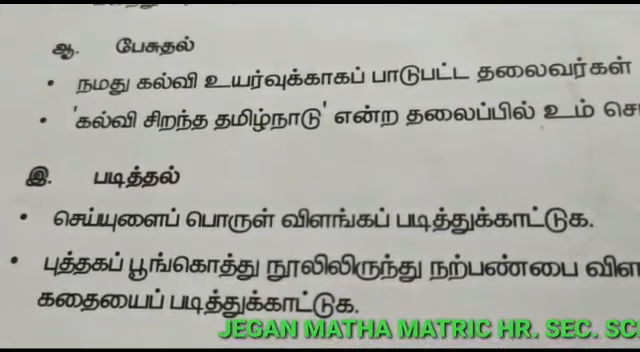 ஆ. பேசுதல்
• நமது கல்வி உயர்வுக்காகப் பாடுபட்ட தலைவர்கள்
• 'கல்வி சிறந்த தமிழ்நாடு' என்ற தலைப்பில் உம்
இ. படித்தல்
• செய்யுளைப் பொருள் விளங்கப் படித்துக்காட்டுக.
• புத்தகப் பூங்கொத்து நூலிலிருந்து நற்பண்பை
கதையைப் படித்துக்காட்டுக.
JEGAN MATHA MATRIC HR. SEC.